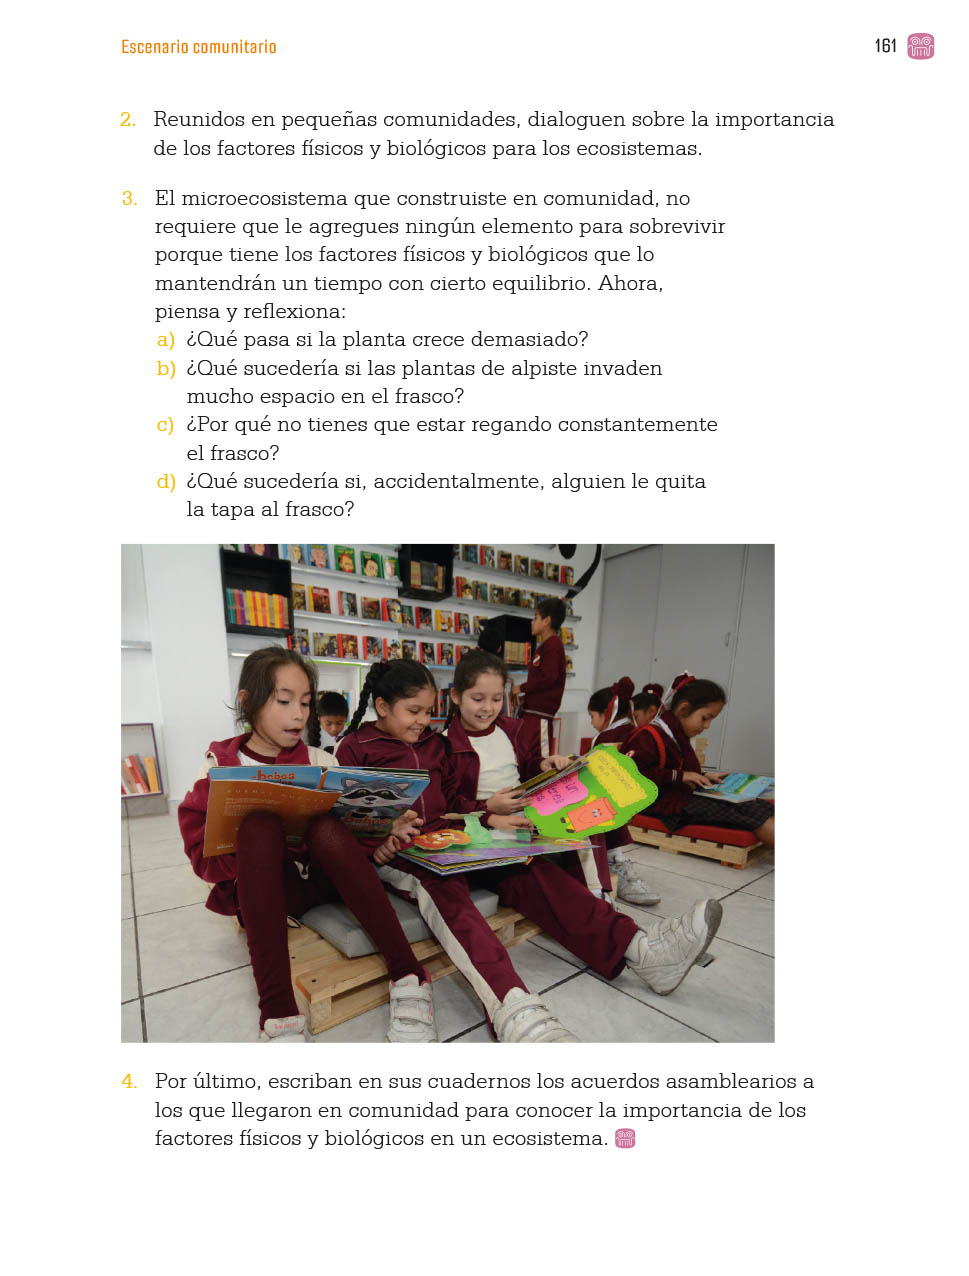 Escenario comunitario
161
2. Reunidos en pequeñas comunidades, dialoguen sobre la importancia
de los factores físicos y biológicos para los ecosistemas.
3. El microecosistema que construiste en comunidad, no
requiere que le agregues ningún elemento para sobrevivir
porque tiene los factores físicos y biológicos que lo
mantendrán un tiempo con cierto equilibrio. Ahora,
piensa y reflexiona:
a) ¿Qué pasa si la planta crece demasiado?
b) ¿Qué sucedería si las plantas de alpiste invaden
mucho espacio en el frasco?
c) ¿Por qué no tienes que estar regando constantemente
el frasco?
d) ¿Qué sucedería si, accidentalmente, alguien le quita
la tapa al frasco?
4. Por último, escriban en sus cuadernos los acuerdos asamblearios a
los que llegaron en comunidad para conocer la importancia de los
factores físicos y biológicos en un ecosistema.